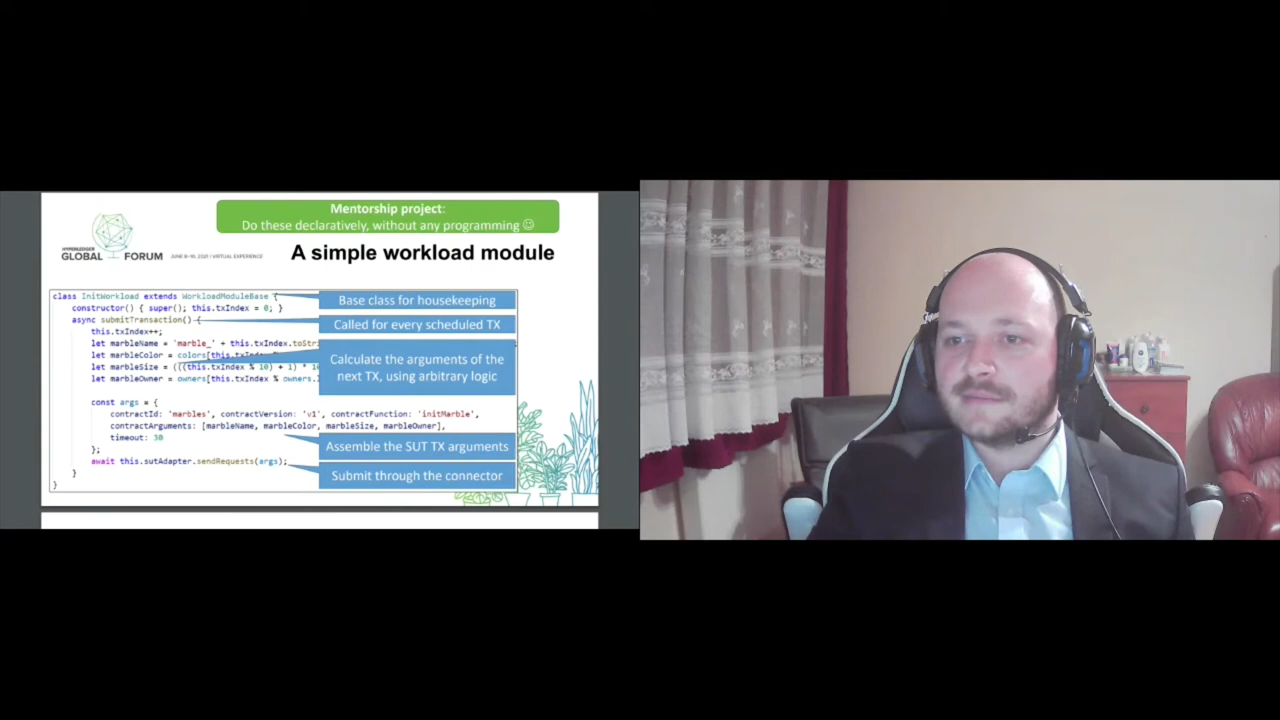 Mentorship project:
Do these declaratively, without any programming ☺
HYPERLEDGER
GLOBAL FORUM
JUNE 8-10, 2021 / VIRTUAL EXPERIENCE
A simple workload module
class InitWorkload extends WorkloadModuleBase {
constructor() { super(); this.txIndex = 0; }
async submitTransaction() {
this.txIndex++;
let marbleName = 'marble_' + this.txIndex.toStri
let marbleColor = colors[this.txIndex
let marbleSize = (((this.txIndex % 10) + 1) * 10
let marbleOwner = owners[this.txIndex % owners.l
const args = {
contractId: 'marbles', contractVersion: 'v1', contractFunction: 'initMarble',
contractArguments: [marbleName, marbleColor, marbleSize, marbleOwner],
timeout: 30
};
await this.sutAdapter.sendRequests(args);
}
}
Base class for housekeeping
Called for every scheduled TX
Calculate the arguments of the
next TX, using arbitrary logic
Assemble the SUT TX arguments
Submit through the connector